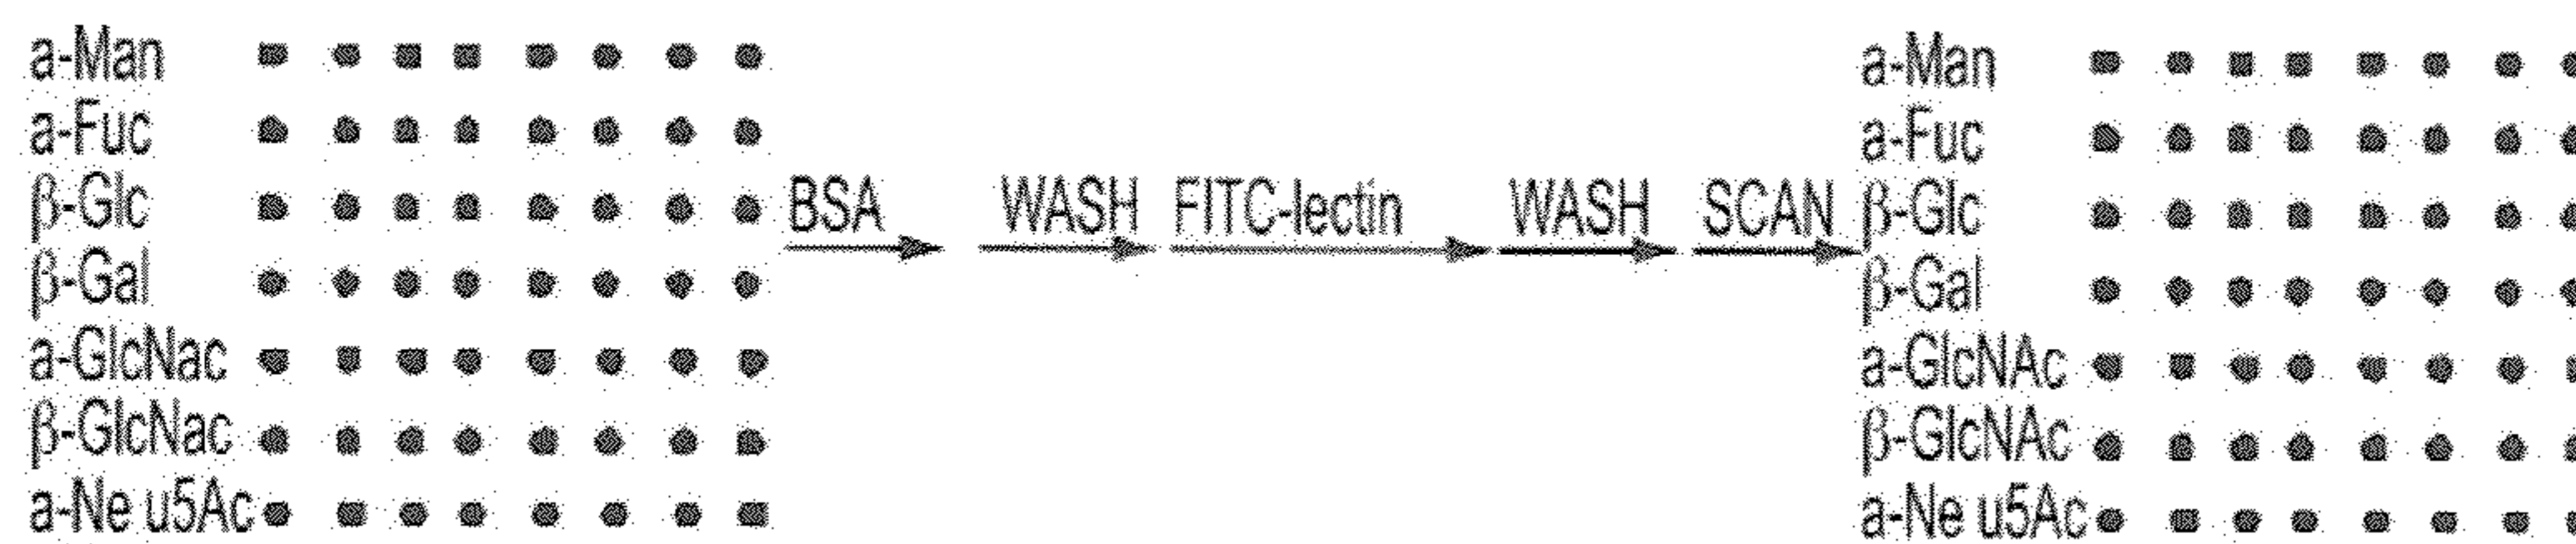 a-Man
a-Fuc
β-Glc
β-Gal
a-GlcNac
β-GlcNac
a-Ne u5Ac
BSA
WASH
FITC-lectin
WASH
SCAN
a-Man
a-Fuc
β-Glc
β-Gal
a-GlcNAc
β-GlcNAc
a-Ne u5Ac